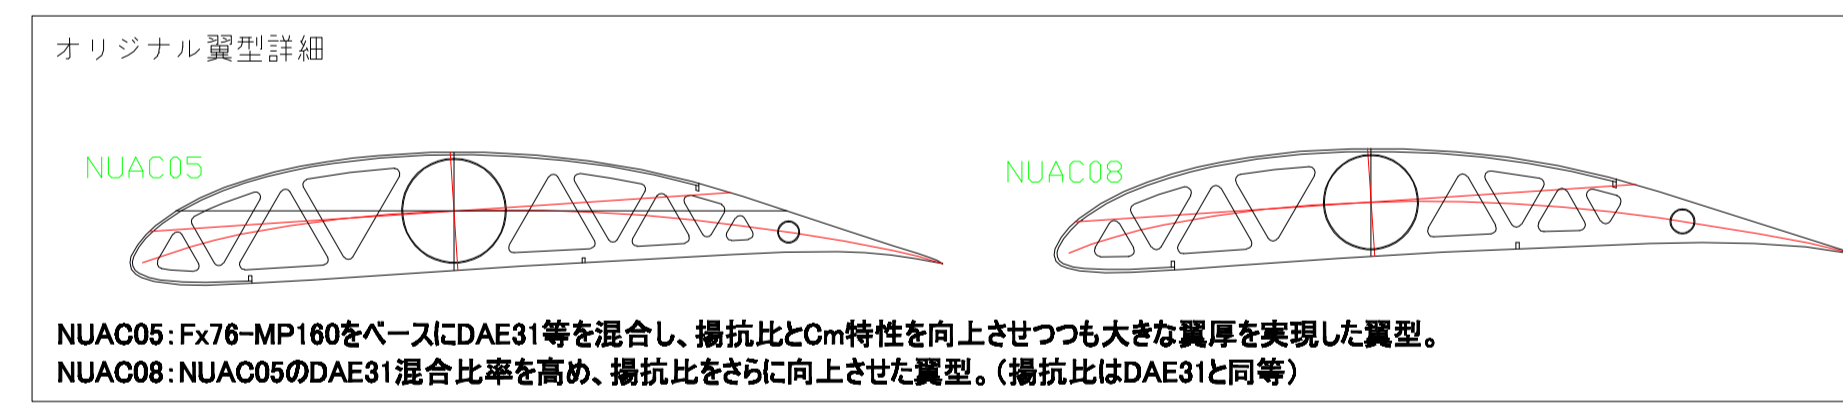 オリジナル翼型詳細
NUAC05
NUAC08
NUAC05：Fx76-MP160をベースにDAE31等を混合し、揚抗比とCm特性を向上させつつも大きな翼厚を実現した翼型。
NUAC08：NUAC05のDAE31混合比率を高め、揚抗比をさらに向上させた翼型。（揚抗比はDAE31と同等）